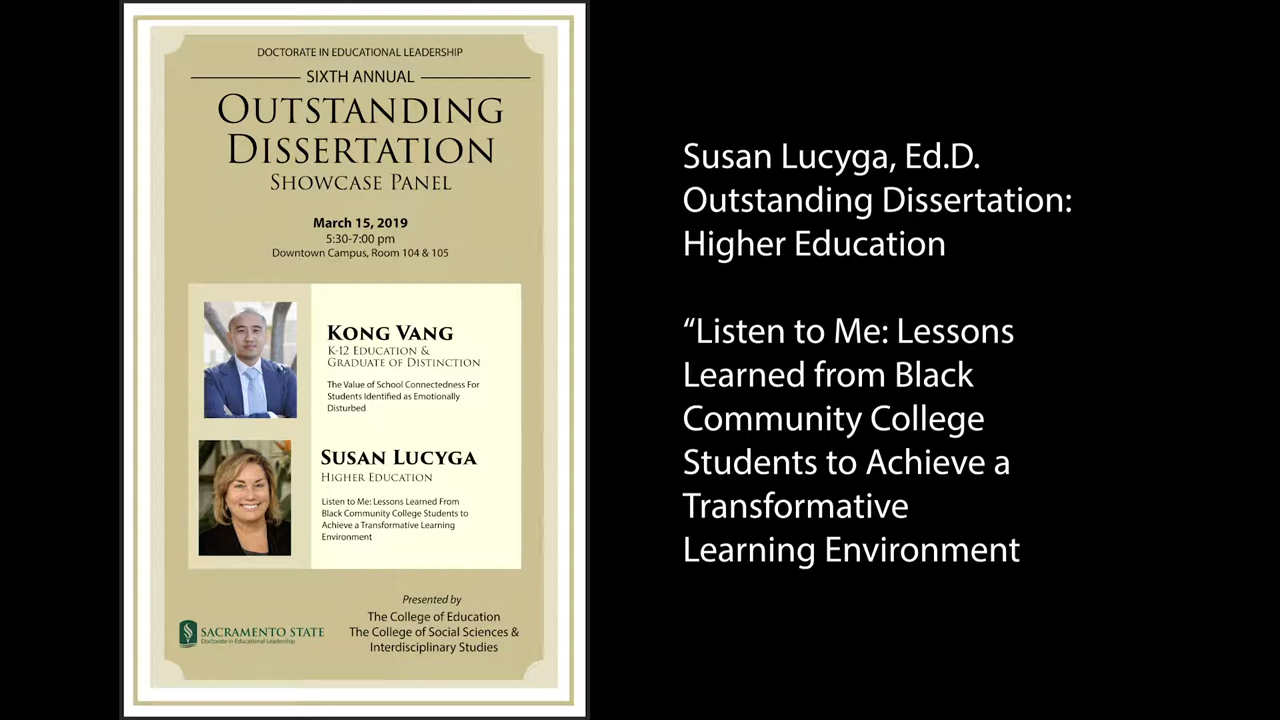 DOCTORATE IN EDUCATIONAL LEADERSHIP
SIXTH ANNUAL
OUTSTANDING
DISSERTATION
SHOWCASE PANEL
March 15, 2019
5:30-7:00 pm
Downtown Campus, Room 104 & 105
KONG VANG
K-12 EDUCATION &
GRADUATE OF DISTINCTION
The Value of School Connectedness For
Students Identified as Emotionally
Disturbed
SUSAN LUCYGA
HIGHER EDUCATION
Listen to Me: Lessons Learned From
Black Community College Students to
Achieve a Transformative Learning
Environment
Presented by
The College of Education
The College of Social Sciences &
Interdisciplinary Studies
SACRAMENTO STATE
Doctorate in Educational Leadership
Susan Lucyga, Ed.D.
Outstanding Dissertation:
Higher Education
“Listen to Me: Lessons
Learned from Black
Community College
Students to Achieve a
Transformative
Learning Environment